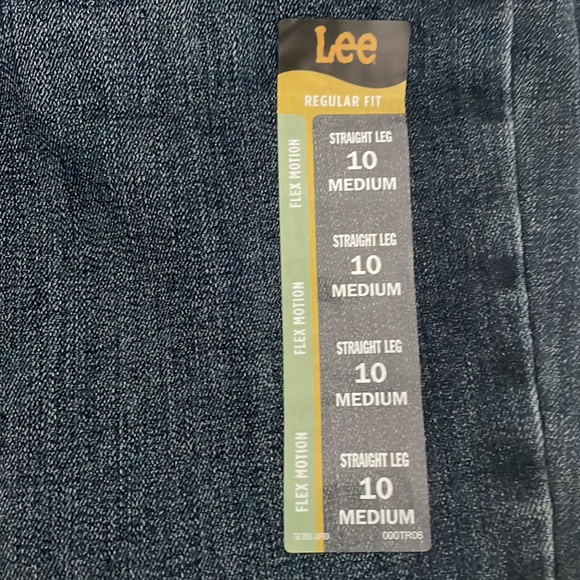 Lee
REGULAR FIT
FLEX MOTION
STRAIGHT LEG
10
MEDIUM
STRAIGHT LEG
10
MEDIUM
FLEX MOTION
STRAIGHT LEG
10
MEDIUM
FLEX MOTION
STRAIGHT LEG
10
MEDIUM
000TR06